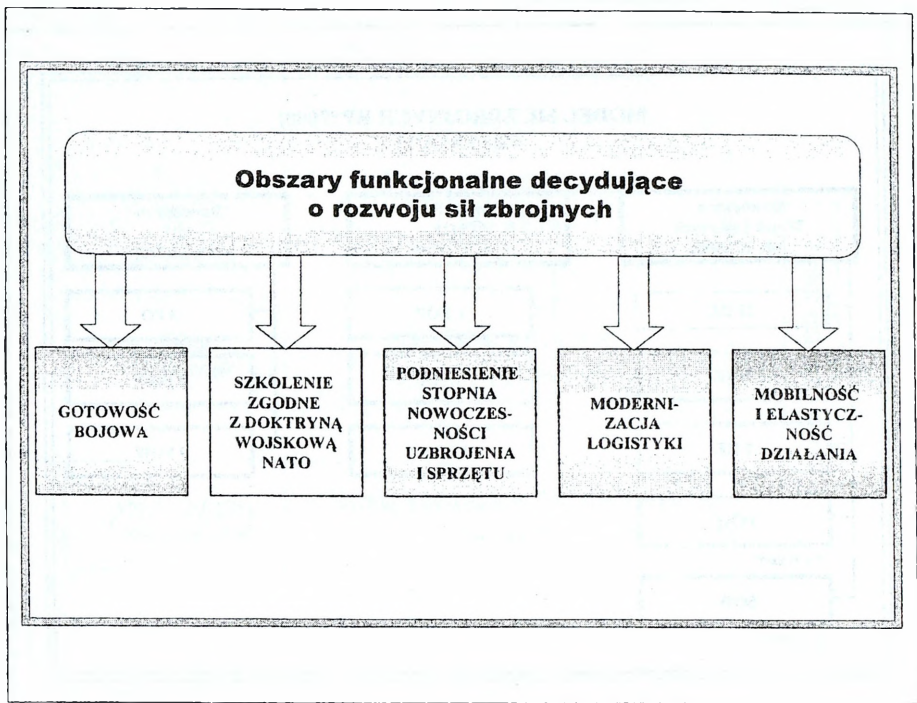 Obszary funkcjonalne decydujące
o rozwoju sił zbrojnych
GOTOWOŚĆ
BOJOWA
SZKOLENIE
ZGODNE
Z DOKTRYNĄ
WOJSKOWĄ
NATO
PODNIESIENIE
STOPNIA
NOWOCZES-
NOŚCI
UZBROJENIA
I SPRZĘTU
MODERNI-
ZACJA
LOGISTYKI
MOBILNOŚĆ
I ELASTYCZ-
NOŚĆ
DZIAŁANIA